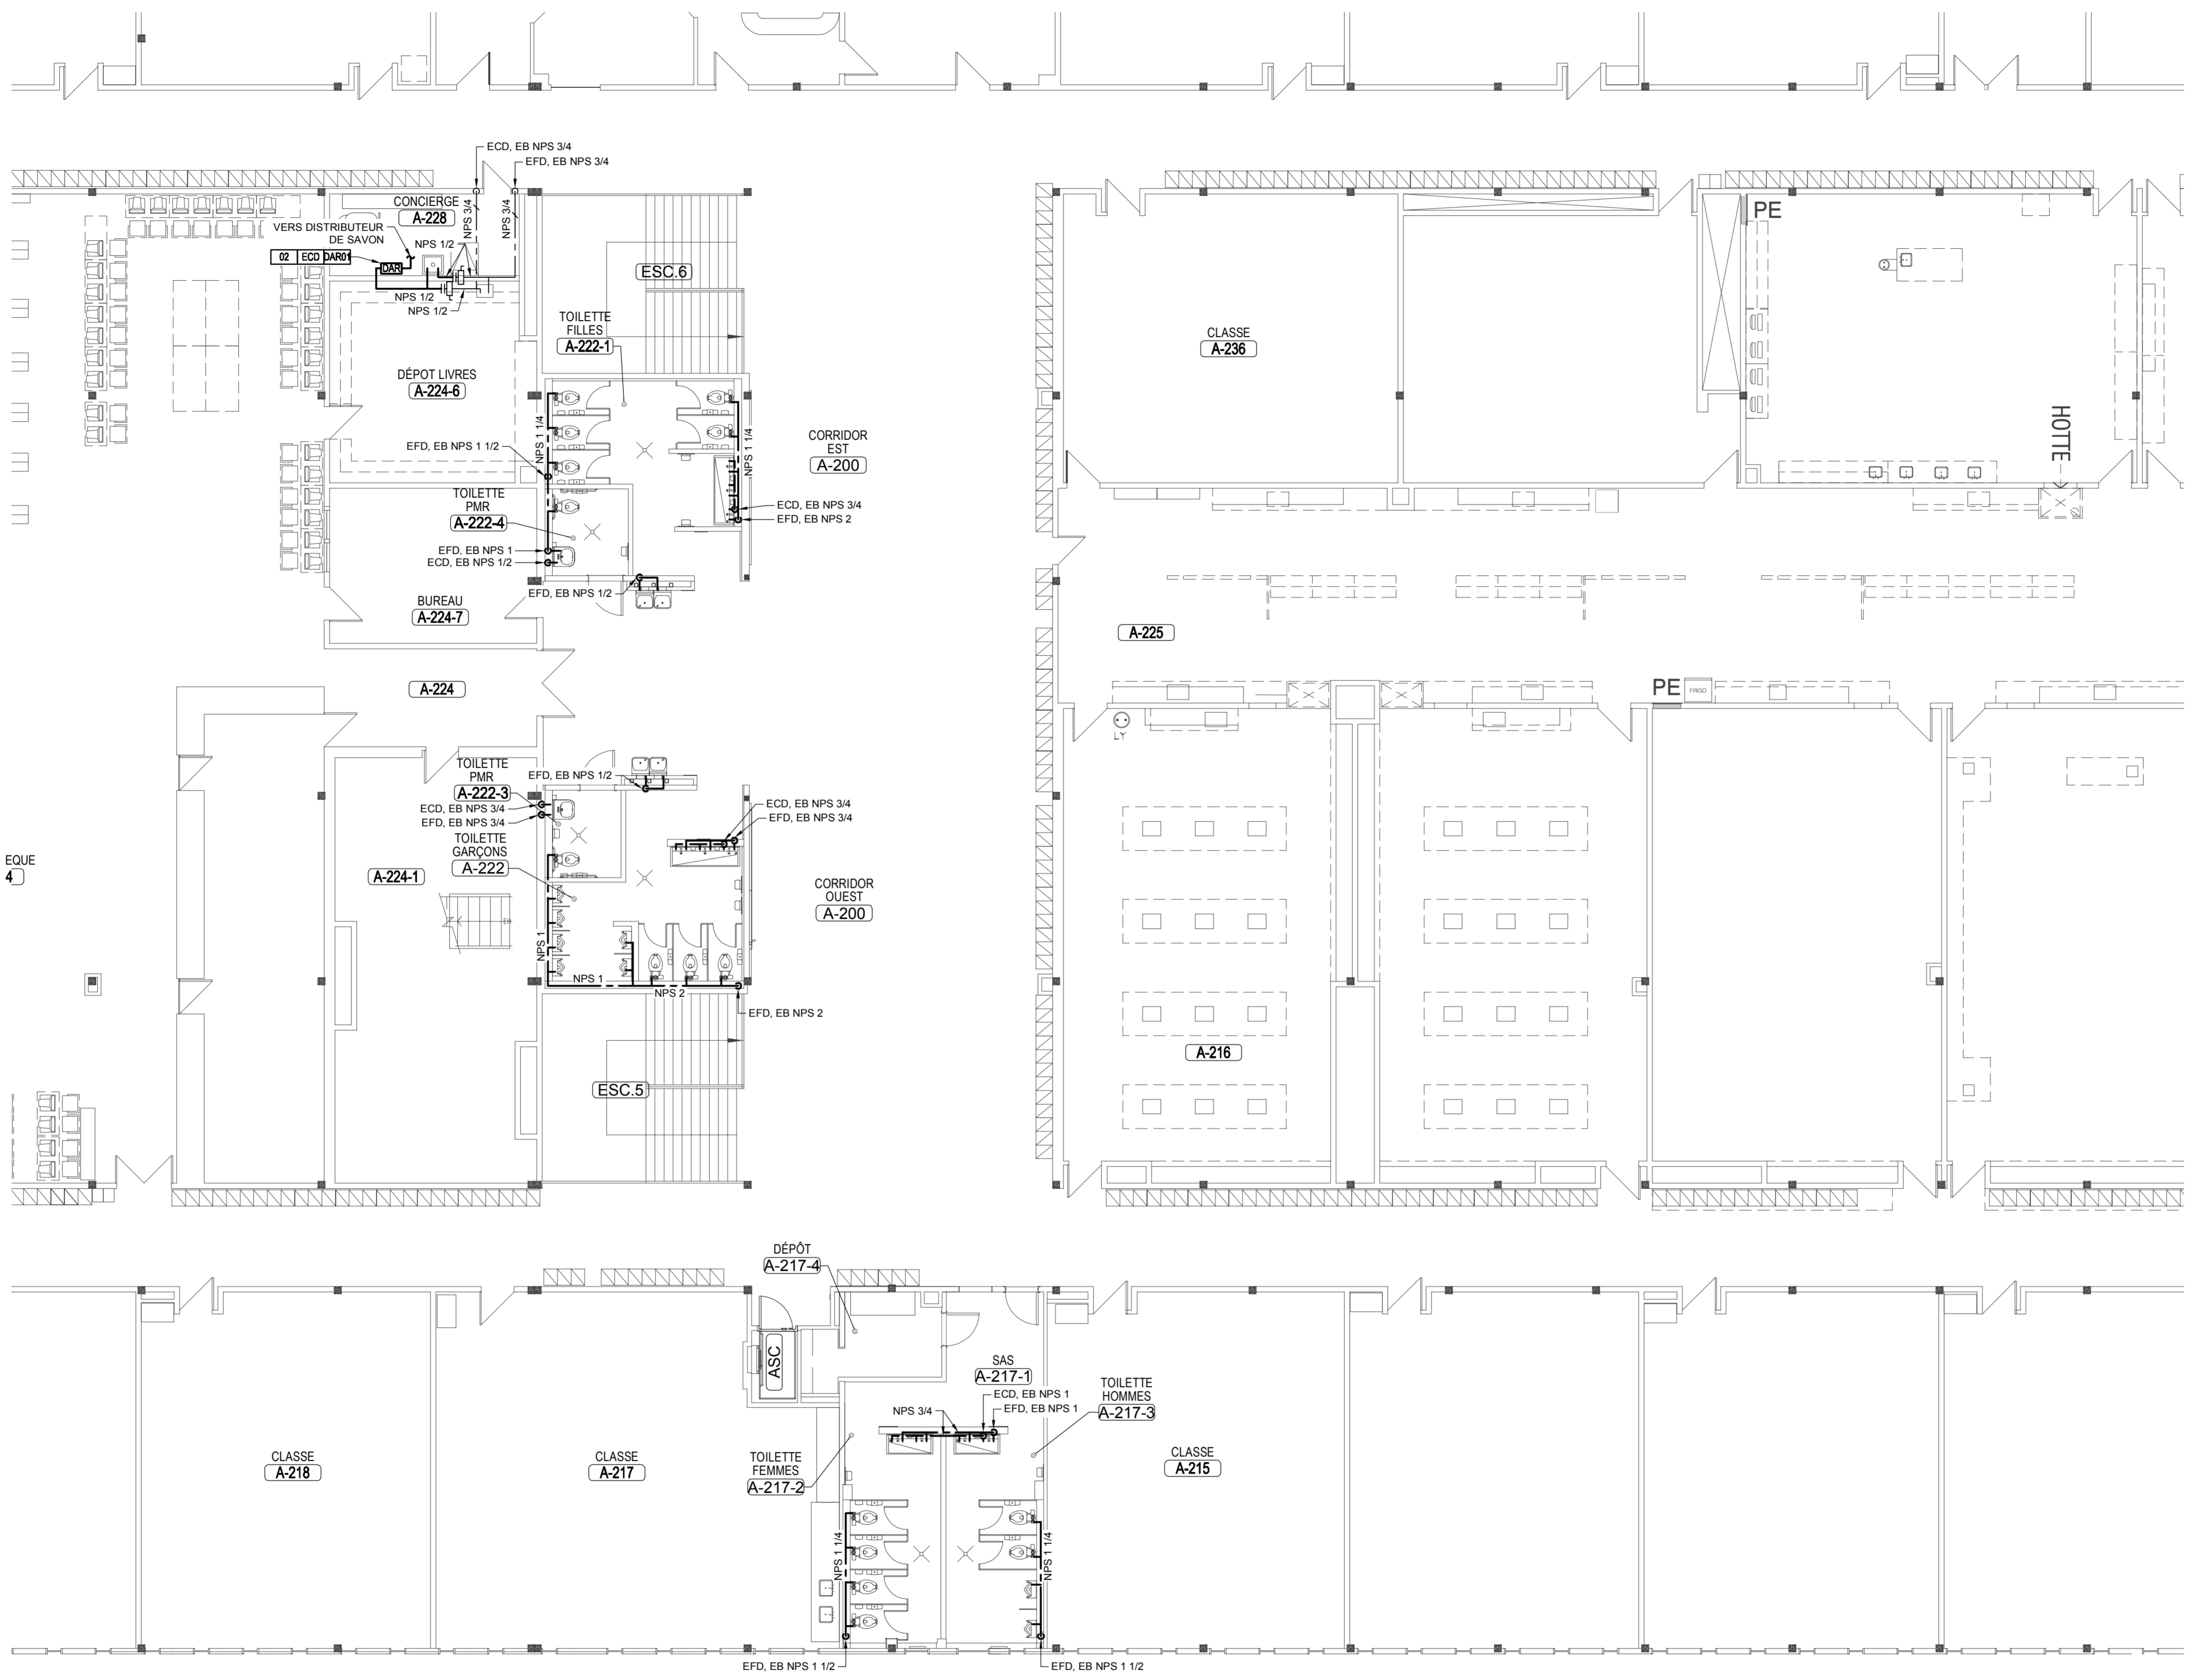 ECD, EB NPS 3/4
EFD, EB NPS 3/4
CONCIERGE
A-228
NPS 3/4
NPS 3/4
VERS DISTRIBUTEUR
DE SAVON
NPS 1/2
02 ECD DAR01
DAR
NPS 1/2
NPS 1/2
ESC.6
PE
TOILETTE
FILLES
A-222-1
CLASSE
A-236
DÉPOT LIVRES
A-224-6
NPS 1 1/4
NPS 1 1/4
EFD, EB NPS 1 1/2
CORRIDOR
EST
A-200
HOTTE
TOILETTE
PMR
A-222-4
ECD, EB NPS 3/4
EFD, EB NPS 2
EFD, EB NPS 1
ECD, EB NPS 1/2
EFD, EB NPS 1/2
BUREAU
A-224-7
A-225
A-224
PE
FRIGO
LY
TOILETTE
PMR
A-222-3
EFD, EB NPS 1/2
ECD, EB NPS 3/4
EFD, EB NPS 3/4
ECD, EB NPS 3/4
EFD, EB NPS 3/4
TOILETTE
GARÇONS
A-222
EQUE
4
A-224-1
CORRIDOR
OUEST
A-200
NPS 1
NPS 1
NPS 2
EFD, EB NPS 2
A-216
ESC.5
DÉPÔT
A-217-4
ASC
SAS
A-217-1
TOILETTE
HOMMES
A-217-3
ECD, EB NPS 1
EFD, EB NPS 1
NPS 3/4
CLASSE
A-218
CLASSE
A-217
TOILETTE
FEMMES
A-217-2
CLASSE
A-215
NPS 1 1/4
NPS 1 1/4
EFD, EB NPS 1 1/2
EFD, EB NPS 1 1/2